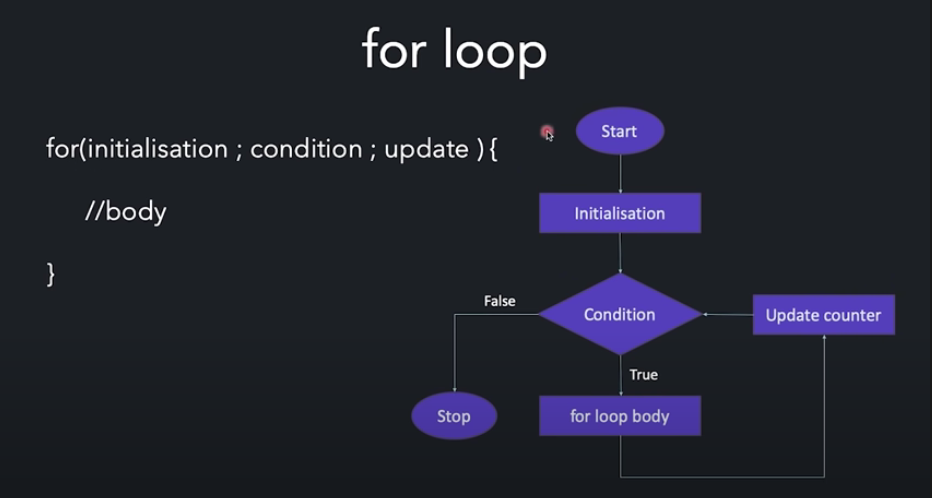 for loop
for(initialisation ; condition ; update ){
//body
}
Start
Initialisation
Condition
False
True
Update counter
Stop
for loop body